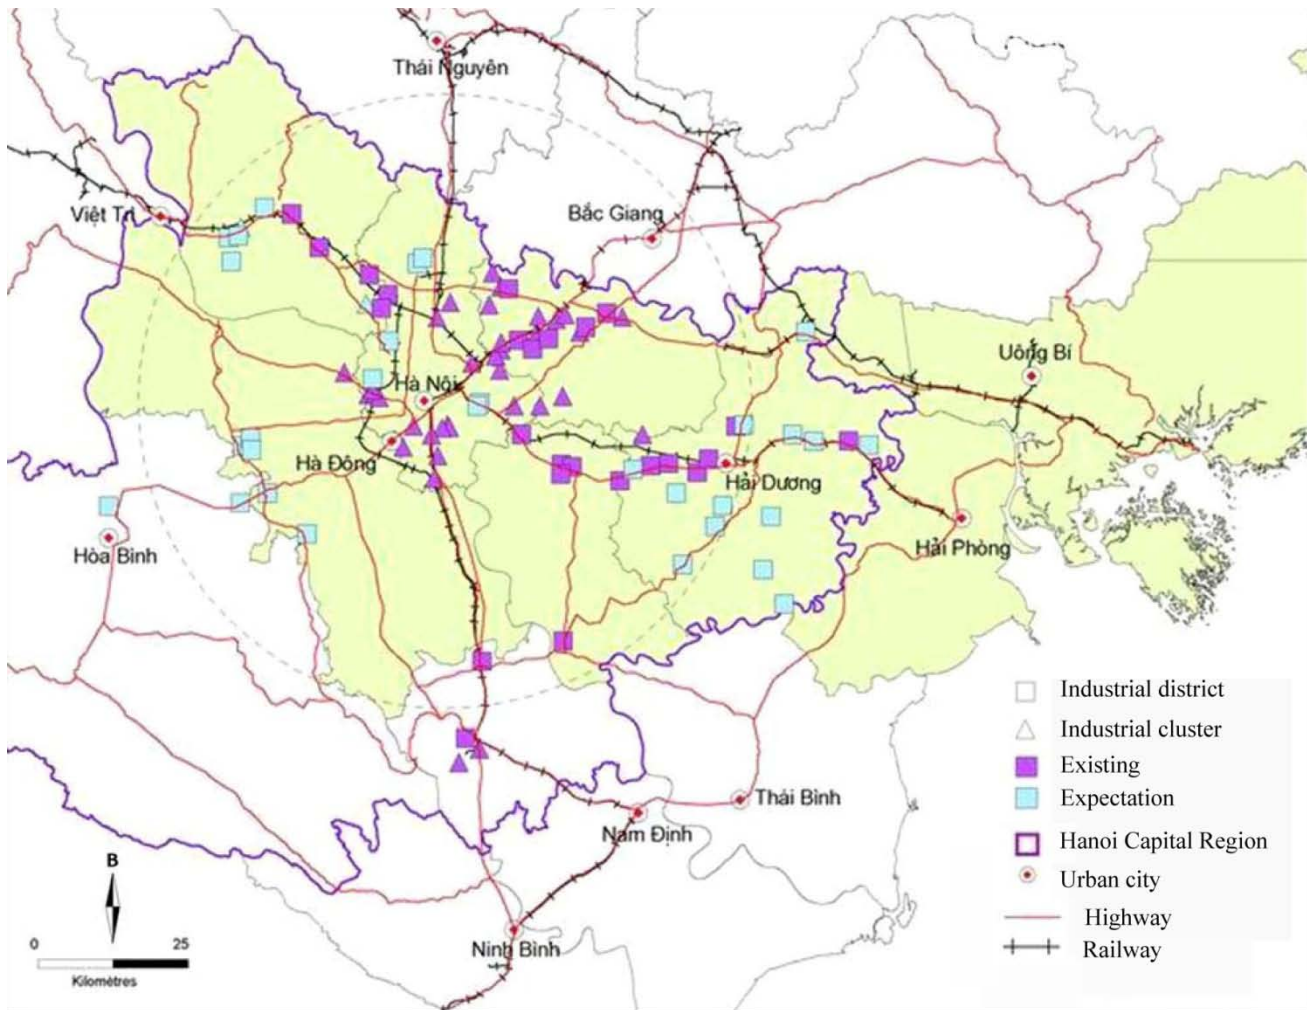 Thái Nguyên
Việt Trì
Bắc Giang
Uông Bí
Hà Nội
Hà Đông
Hải Dương
Hòa Bình
Hải Phòng
Industrial district
Industrial cluster
Existing
Expectation
Thái Bình
Nam Định
Hanoi Capital Region
B
Urban city
Highway
0 25
Ninh Bình
Railway
Kilomètres